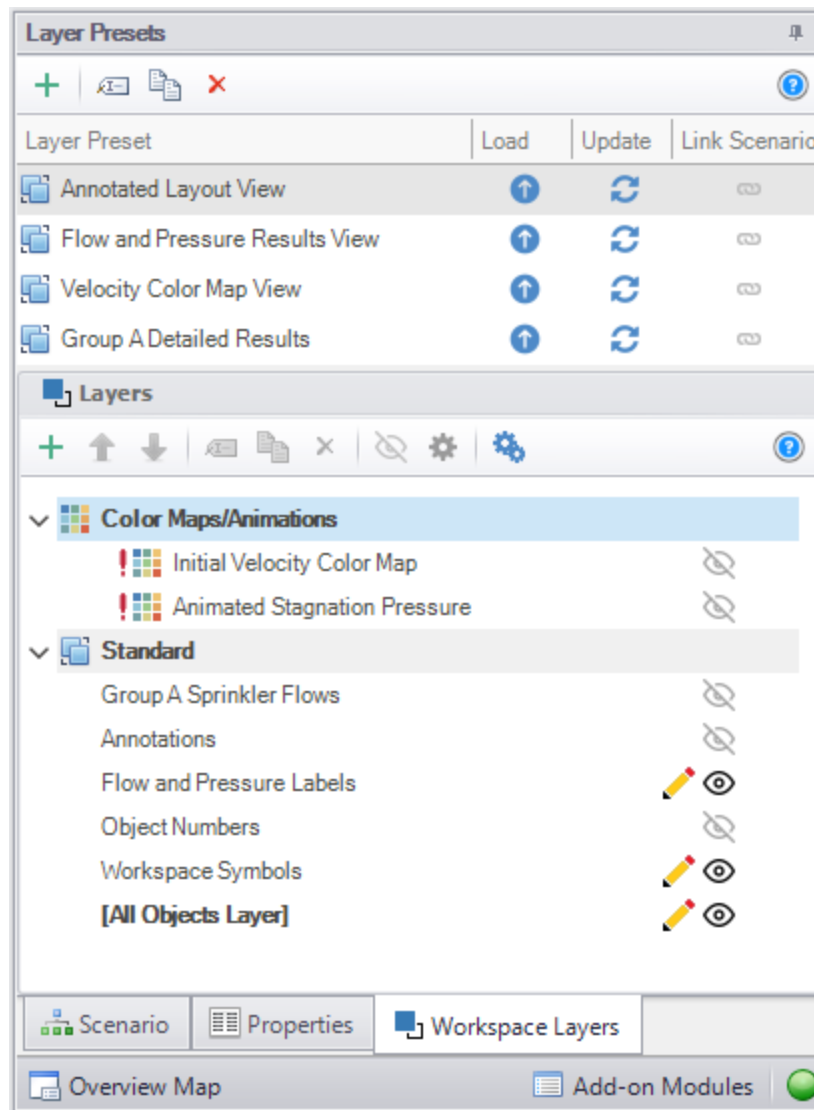 Layer Presets
Layer Preset Load Update Link Scenario
Annotated Layout View
Flow and Pressure Results View
Velocity Color Map View
Group A Detailed Results
Layers
Color Maps/Animations
Initial Velocity Color Map
Animated Stagnation Pressure
Standard
Group A Sprinkler Flows
Annotations
Flow and Pressure Labels
Object Numbers
Workspace Symbols
[All Objects Layer]
Scenario Properties Workspace Layers
Overview Map Add-on Modules